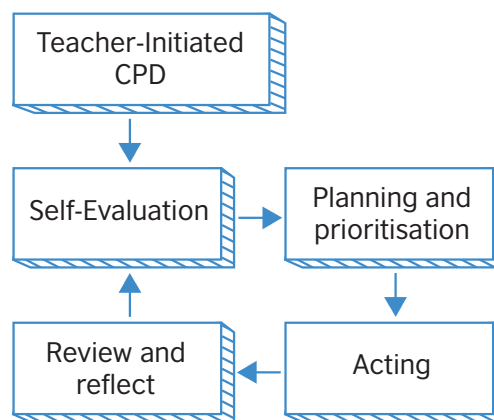 Teacher-Initiated
CPD
Self-Evaluation
Planning and
prioritisation
Review and
reflect
Acting